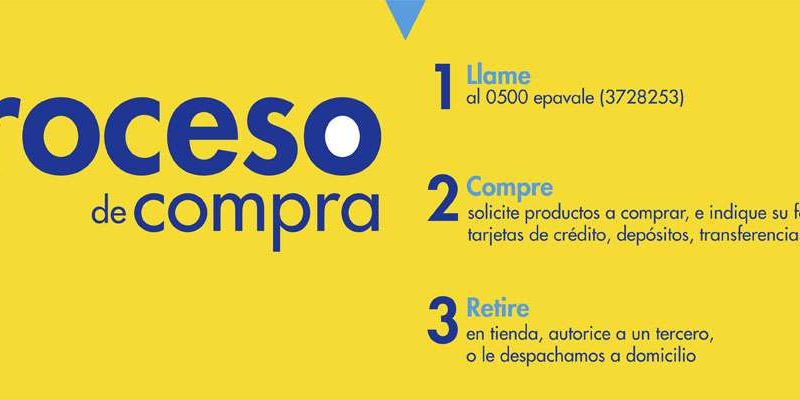 roceso
de compra
1 Llame
al 0500 epavale (3728253)
2 Compre
solicite productos a comprar, e indique su
tarjetas de crédito, depósitos, transferencia
3 Retire
en tienda, autorice a un tercero,
o le despachamos a domicilio